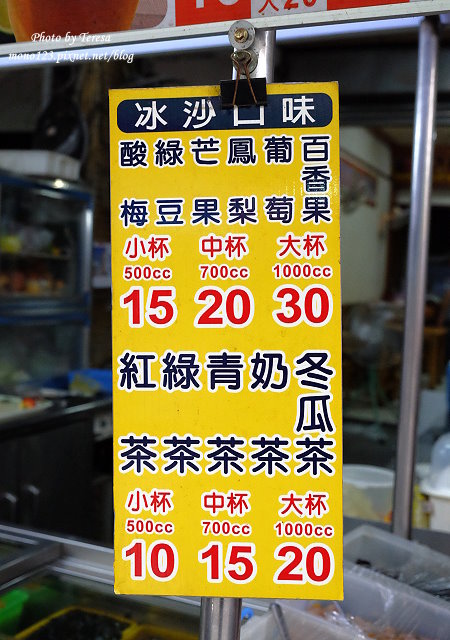 大20
Photo by Teresa
mono123.pixnet.net/blog
冰沙口味
百香果
葡萄
鳳梨
芒果
綠豆
酸梅
小杯 中杯 大杯
500cc 700cc 1000cc
15 20 30
冬瓜茶
奶茶
青茶
綠茶
紅茶
小杯 中杯 大杯
500cc 700cc 1000cc
10 15 20